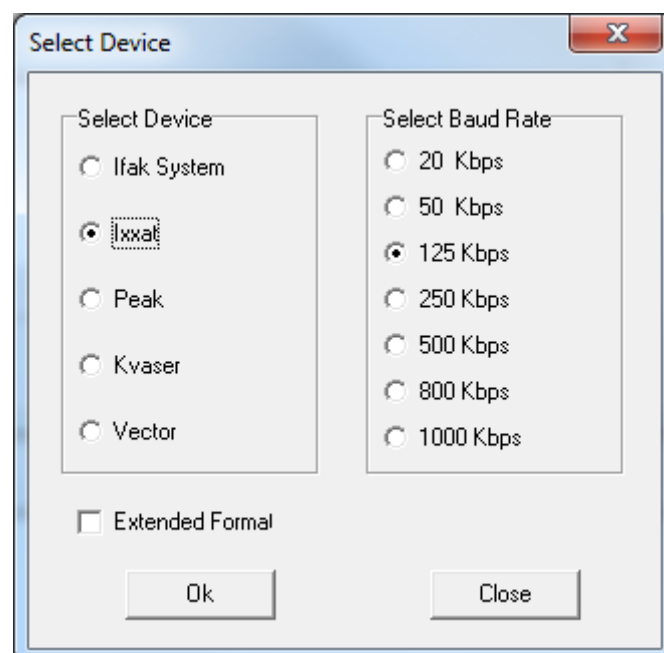 Select Device
Select Device
Ifak System
Ixxat
Peak
Kvaser
Vector
Select Baud Rate
20 Kbps
50 Kbps
125 Kbps
250 Kbps
500 Kbps
800 Kbps
1000 Kbps
Extended Format
Ok
Close